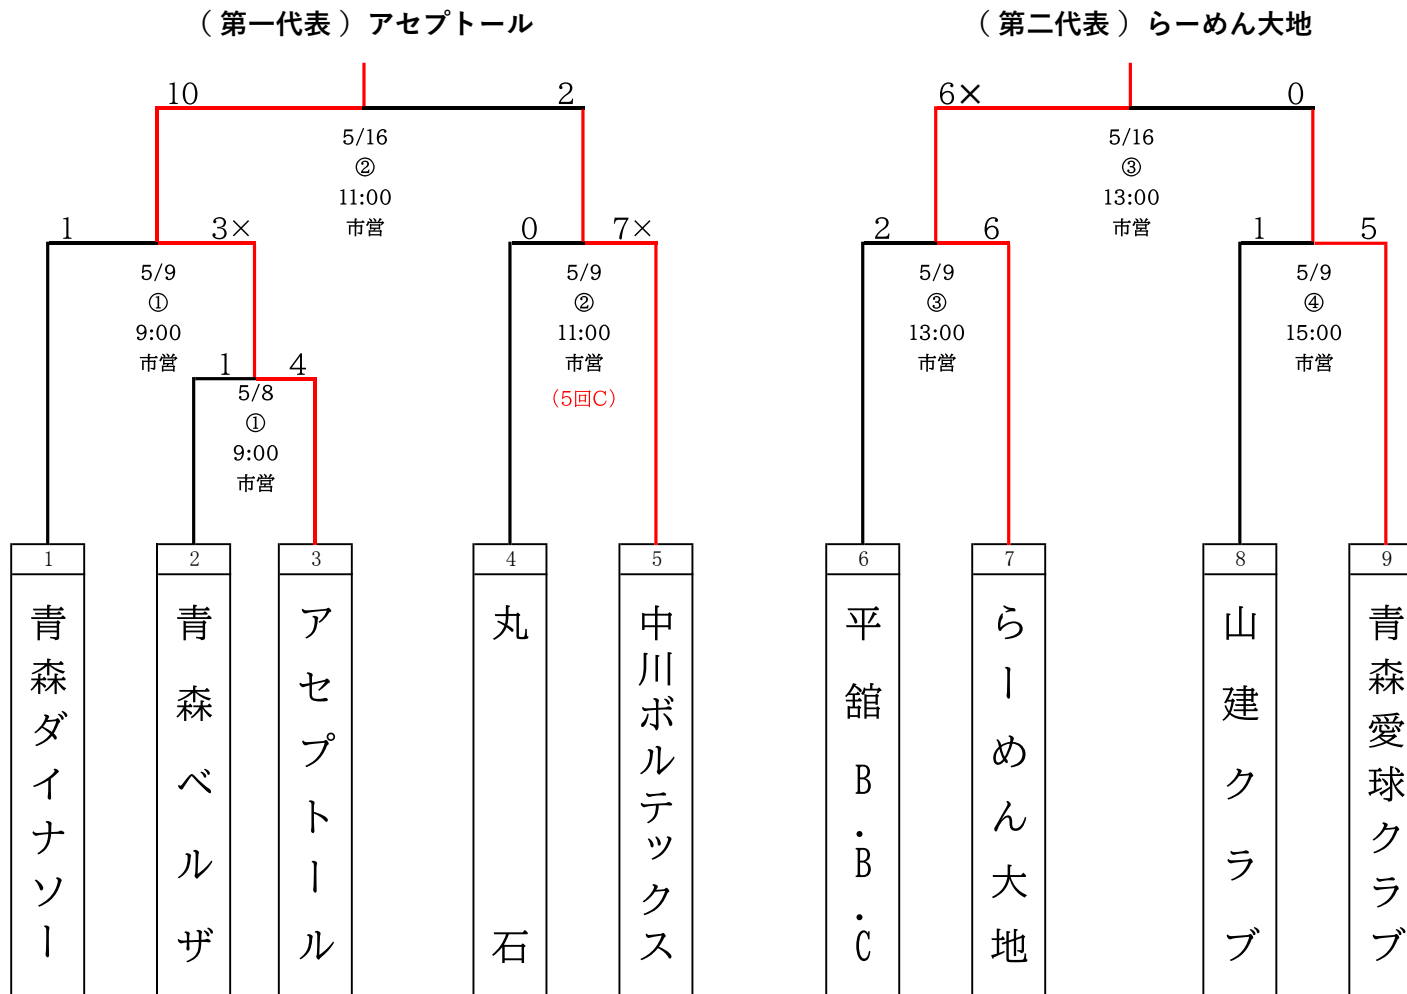 （ 第一代表 ）アセプトール
（ 第二代表 ）らーめん大地
10
2
5/16
②
11:00
市営
6×
0
5/16
③
13:00
市営
1
3×
5/9
①
9:00
市営
0
7×
5/9
②
11:00
市営
（5回C）
2
6
5/9
③
13:00
市営
1
5
5/9
④
15:00
市営
1
4
5/8
①
9:00
市営
1
青森ダイナソー
2
青森ベルザ
3
アセプトール
4
丸石
5
中川ボルテックス
6
平舘B.B.C
7
らーめん大地
8
山建クラブ
9
青森愛球クラブ